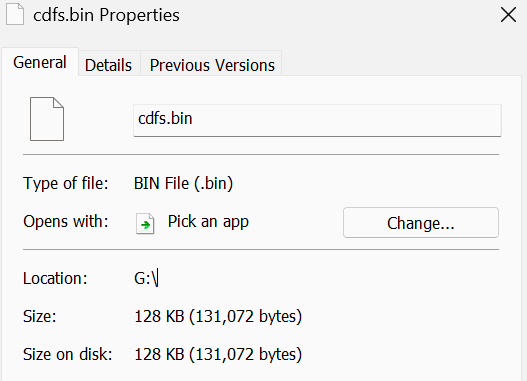 cdfs.bin Properties
General Details Previous Versions
cdfs.bin
Type of file: BIN File (.bin)
Opens with: Pick an app Change...
Location: G:\
Size: 128 KB (131,072 bytes)
Size on disk: 128 KB (131,072 bytes)